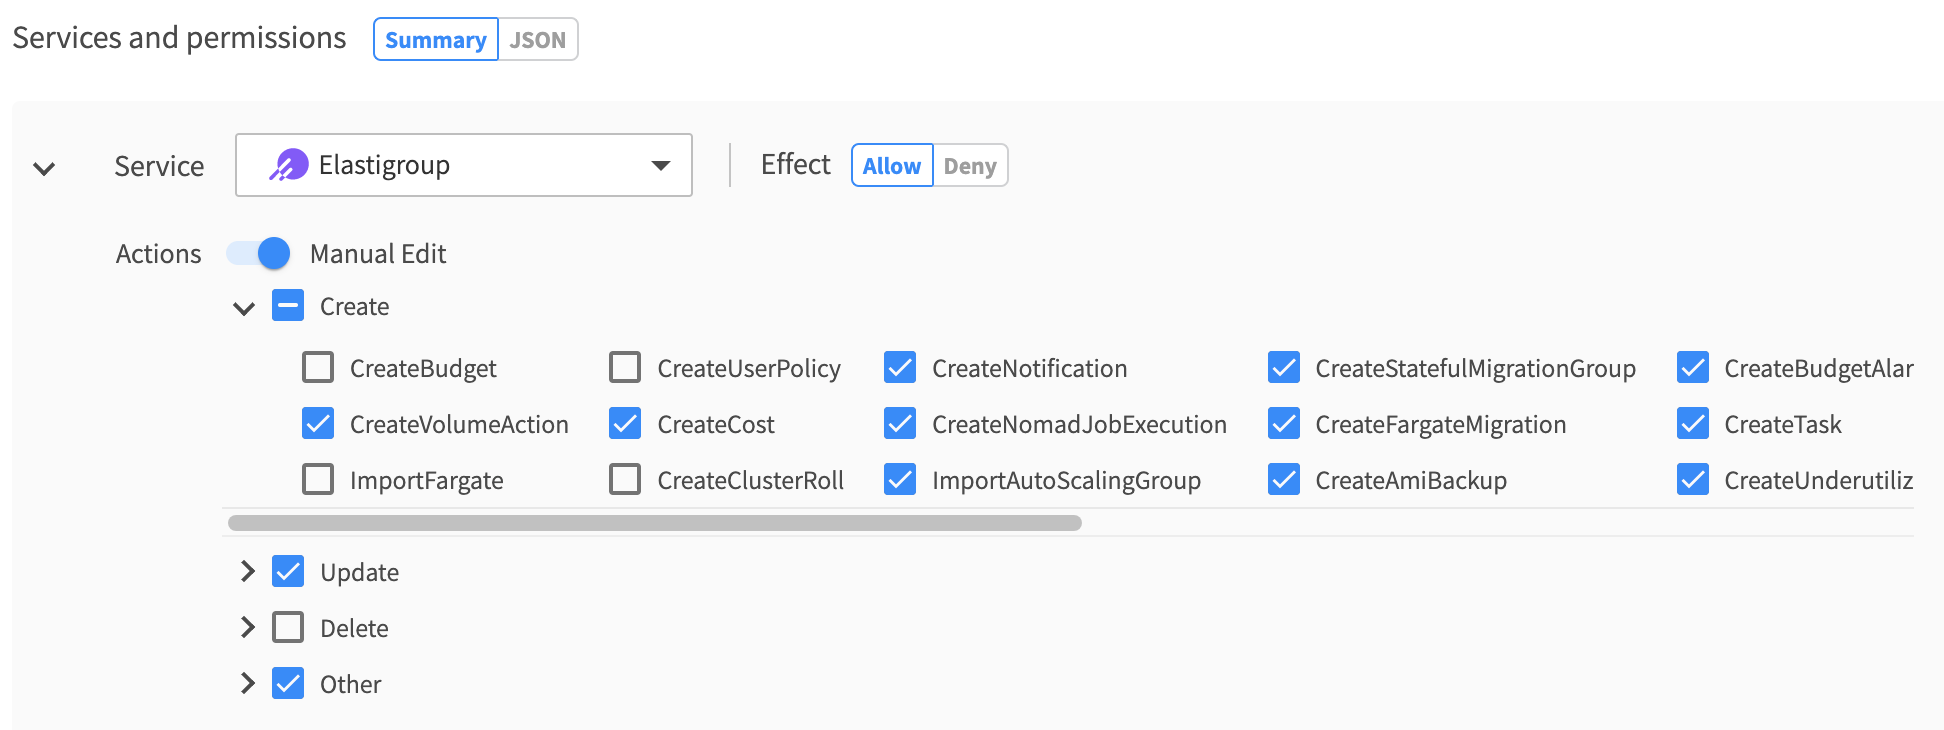 Services and permissions Summary JSON
Service Elastigroup Effect Allow Deny
Actions Manual Edit
Create
CreateBudget CreateUserPolicy CreateNotification CreateStatefulMigrationGroup CreateBudgetAlar
CreateVolumeAction CreateCost CreateNomadJobExecution CreateFargateMigration CreateTask
ImportFargate CreateClusterRoll ImportAutoScalingGroup CreateAmiBackup CreateUnderutiliz
Update
Delete
Other